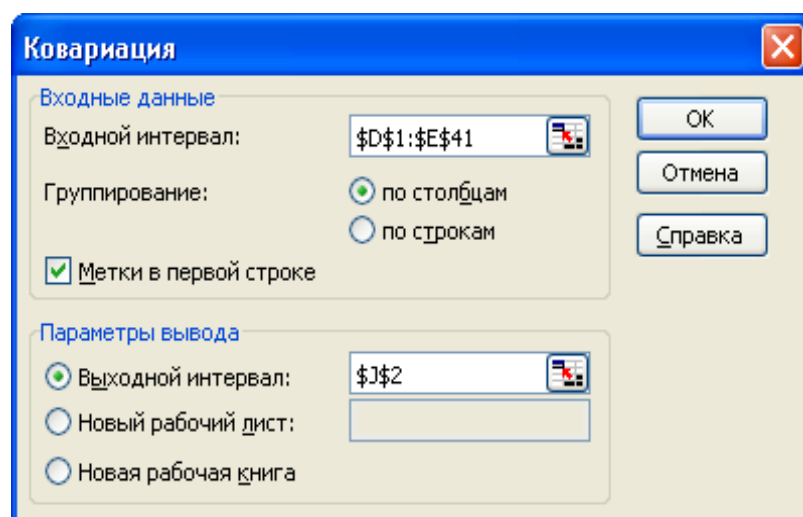 Ковариация
Входные данные
Входной интервал: $D$1:$E$41
Группирование: по столбцам
по строкам
Метки в первой строке
Параметры вывода
Выходной интервал: $J$2
Новый рабочий лист:
Новая рабочая книга
OK
Отмена
Справка